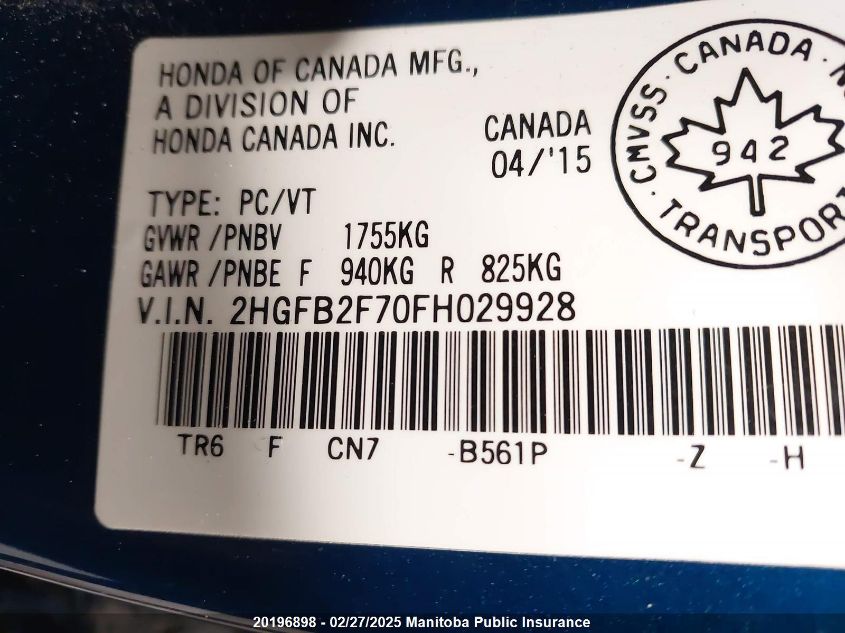 HONDA OF CANADA MFG.,
A DIVISION OF
HONDA CANADA INC.
CANADA
04/'15
CMVSS · CANADA ·
942
TRANSPORT
TYPE: PC/VT
GVWR /PNBV 1755KG
GAWR /PNBE F 940KG R 825KG
V.I.N. 2HGFB2F70FH029928
TR6 F CN7 -B561P -Z -H
20196898 - 02/27/2025 Manitoba Public Insurance